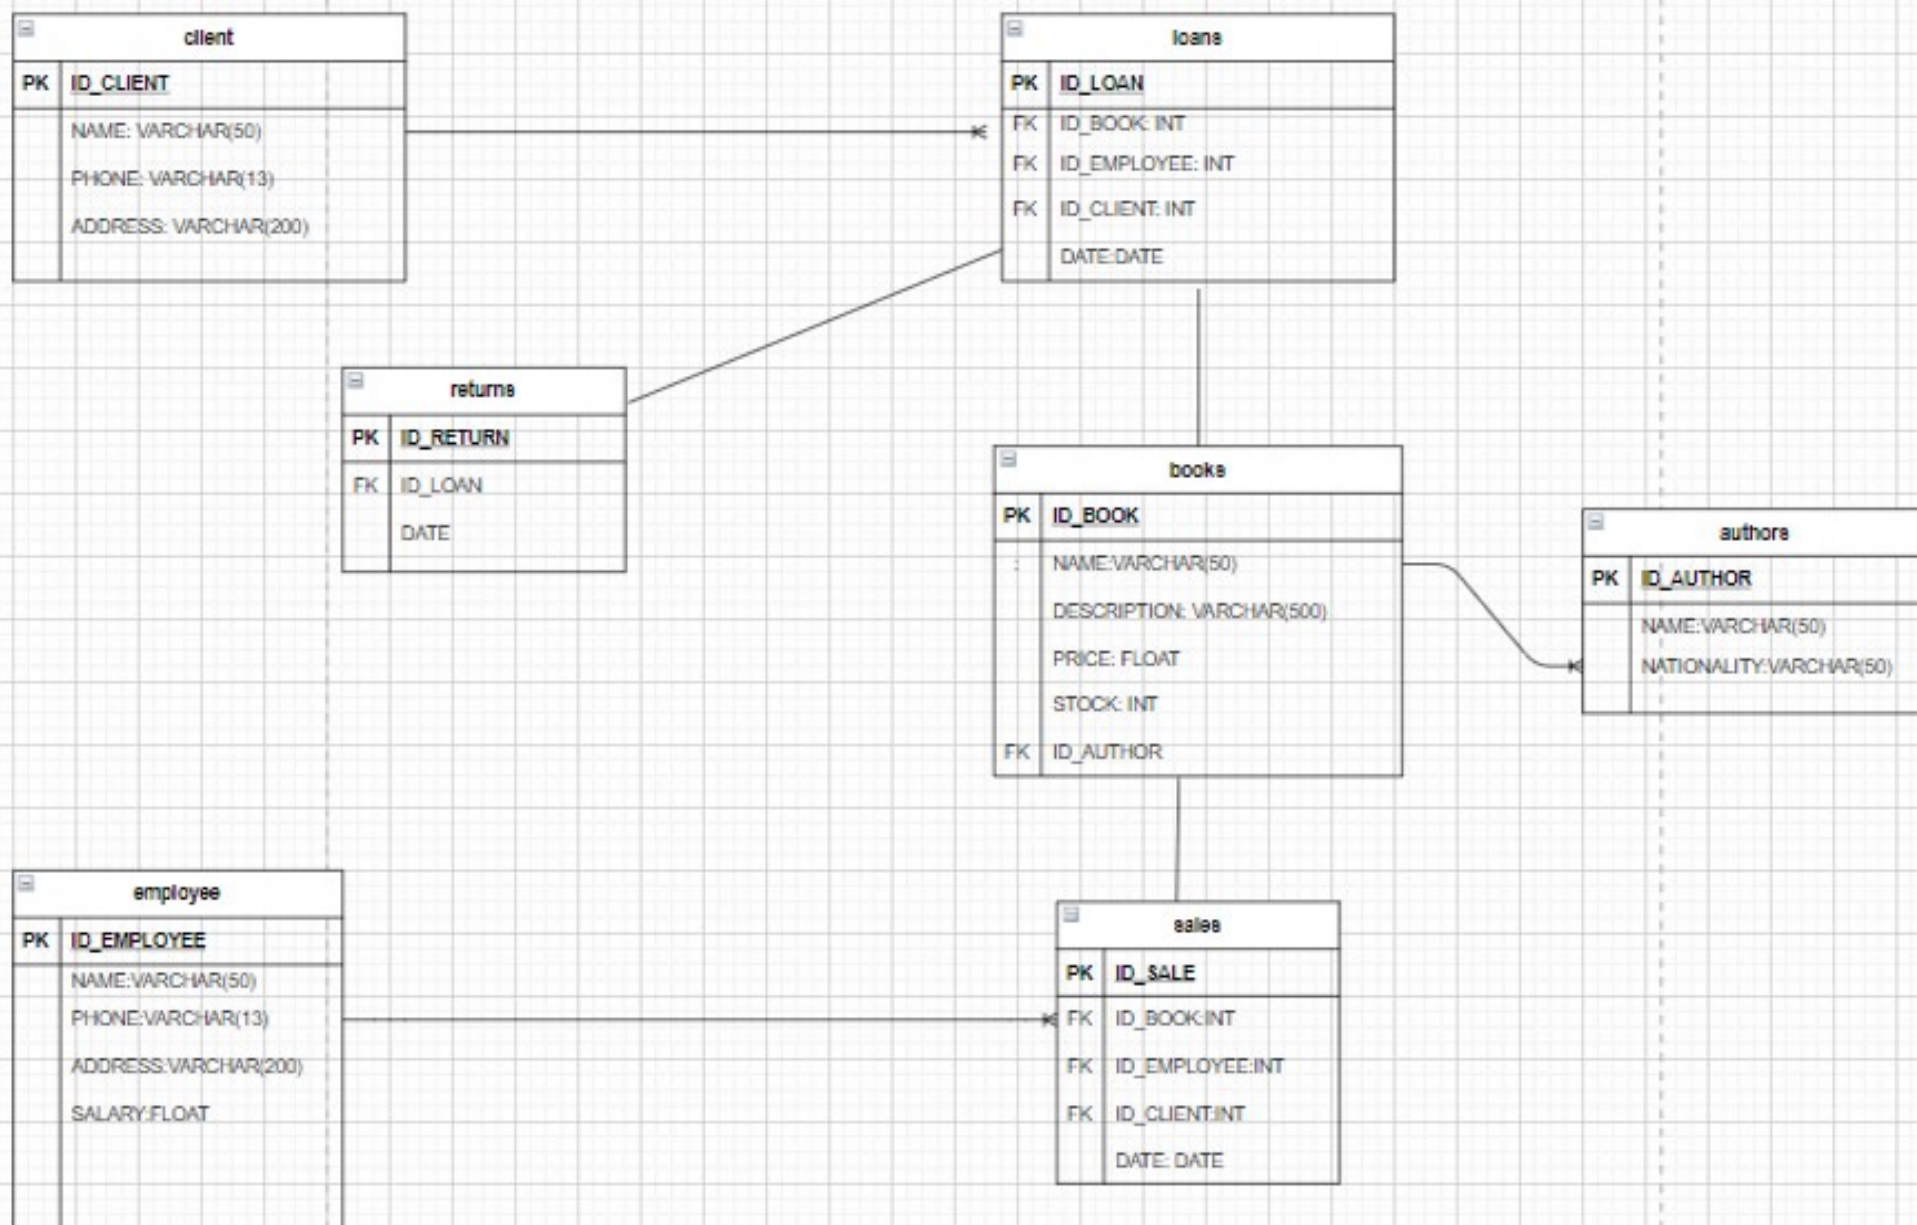 client
PK ID_CLIENT
NAME: VARCHAR(50)
PHONE: VARCHAR(13)
ADDRESS: VARCHAR(200)
loans
PK ID_LOAN
FK ID_BOOK: INT
FK ID_EMPLOYEE: INT
FK ID_CLIENT: INT
DATE:DATE
returns
PK ID_RETURN
FK ID_LOAN
DATE
books
PK ID_BOOK
: NAME:VARCHAR(50)
DESCRIPTION: VARCHAR(500)
PRICE: FLOAT
STOCK: INT
FK ID_AUTHOR
authors
PK ID_AUTHOR
NAME:VARCHAR(50)
NATIONALITY:VARCHAR(50)
employee
PK ID_EMPLOYEE
NAME:VARCHAR(50)
PHONE:VARCHAR(13)
ADDRESS:VARCHAR(200)
SALARY:FLOAT
sales
PK ID_SALE
FK ID_BOOK:INT
FK ID_EMPLOYEE:INT
FK ID_CLIENT:INT
DATE: DATE